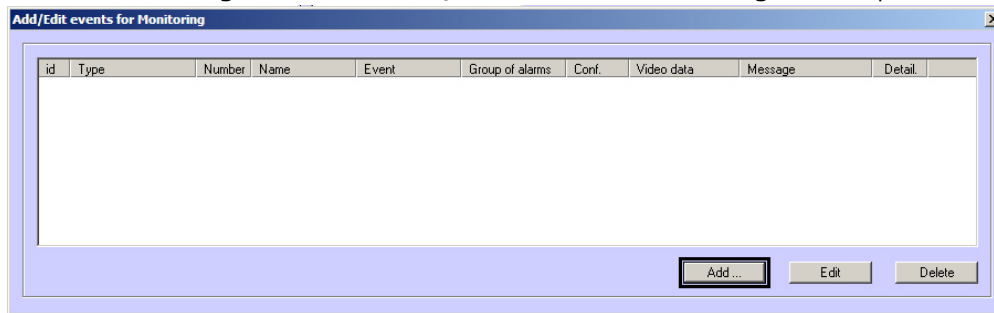 Add/Edit events for Monitoring
id Type Number Name Event Group of alarms Conf. Video data Message Detail.
Add ... Edit Delete